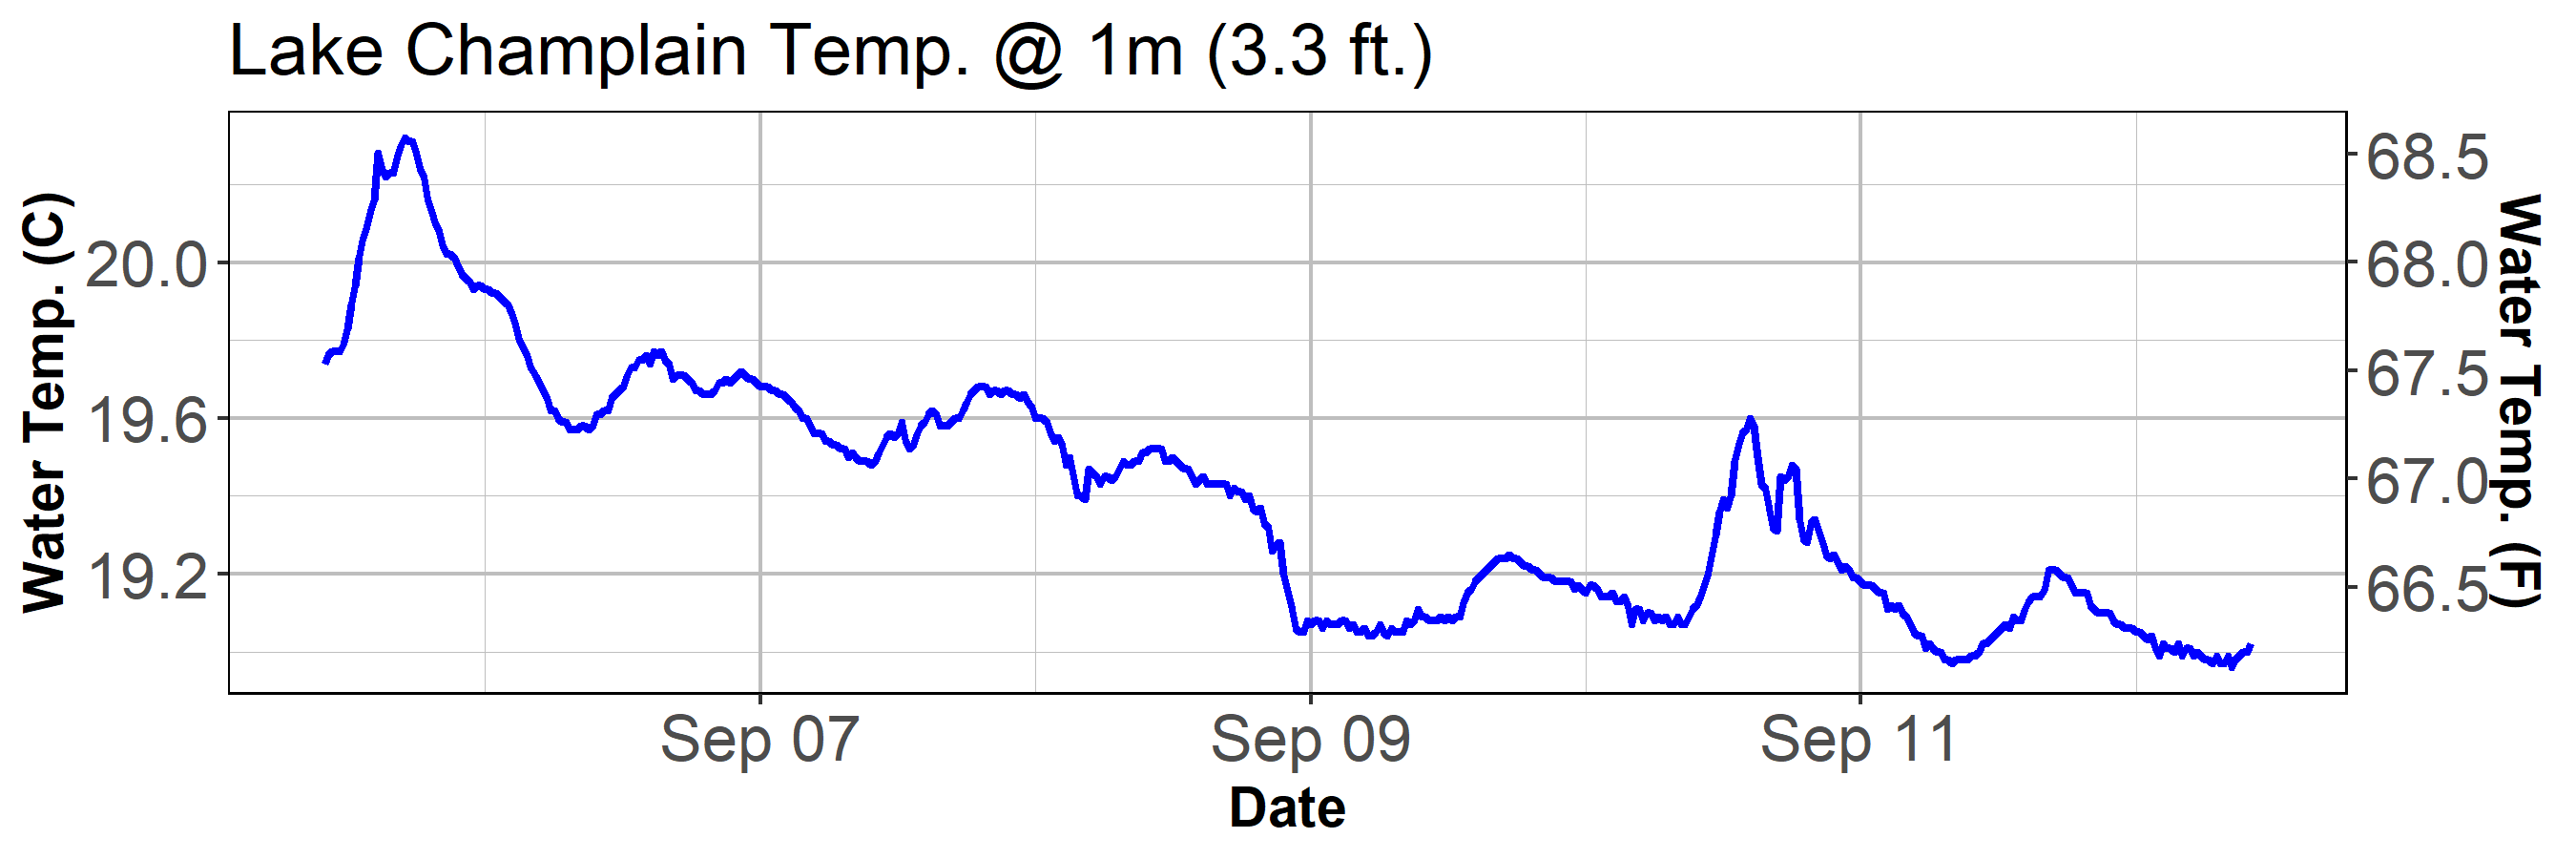 Lake Champlain Temp. @ 1m (3.3 ft.)
Water Temp. (C)
20.0
19.6
19.2
68.5
68.0
67.5
67.0
66.5
Water Temp. (F)
Sep 07
Sep 09
Sep 11
Date